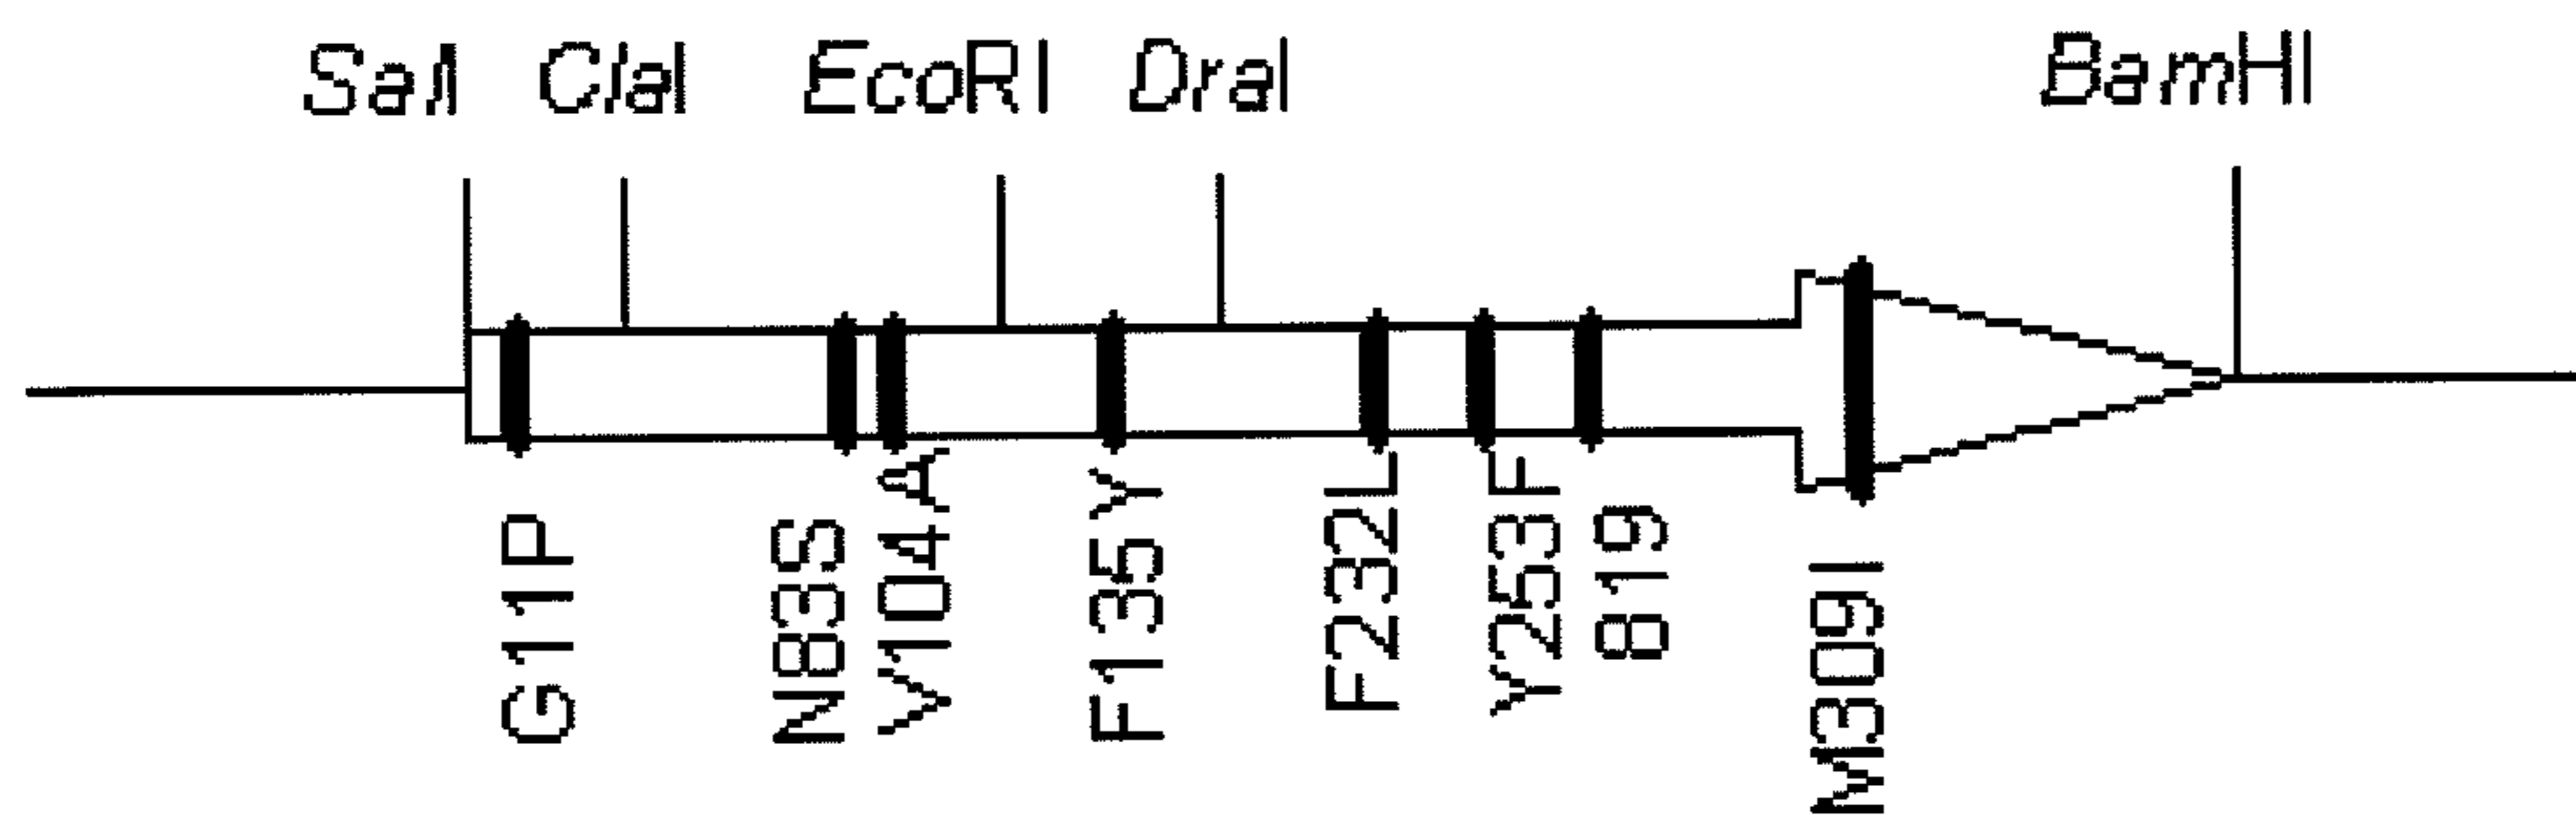 SalI ClaI EcoRI DraI BamHI
G11P
N83S
V104A
F135Y
F232L
Y253F
819
M309I